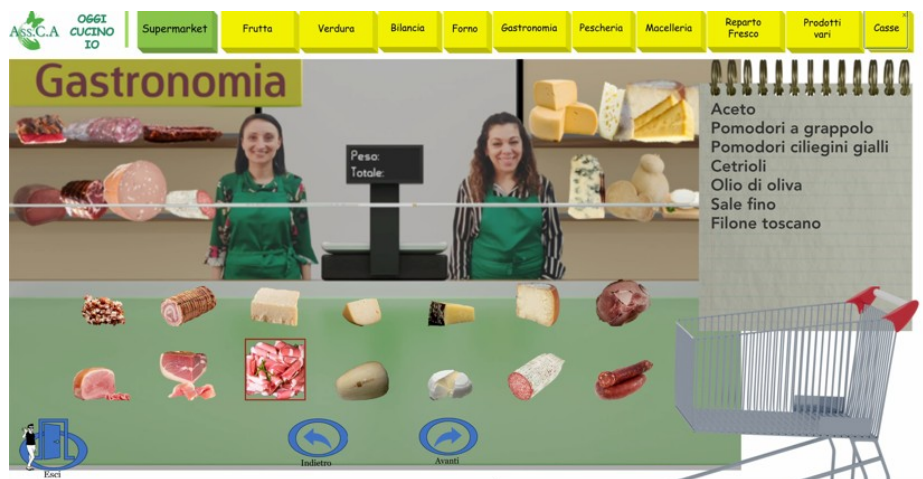 Ass.C.A
OGGI
CUCINO
IO
Supermarket
Frutta
Verdura
Bilancia
Forno
Gastronomia
Pescheria
Macelleria
Reparto
Fresco
Prodotti
vari
Casse
Gastronomia
Peso:
Totale:
Aceto
Pomodori a grappolo
Pomodori ciliegini gialli
Cetrioli
Olio di oliva
Sale fino
Filone toscano
Esci
Indietro
Avanti